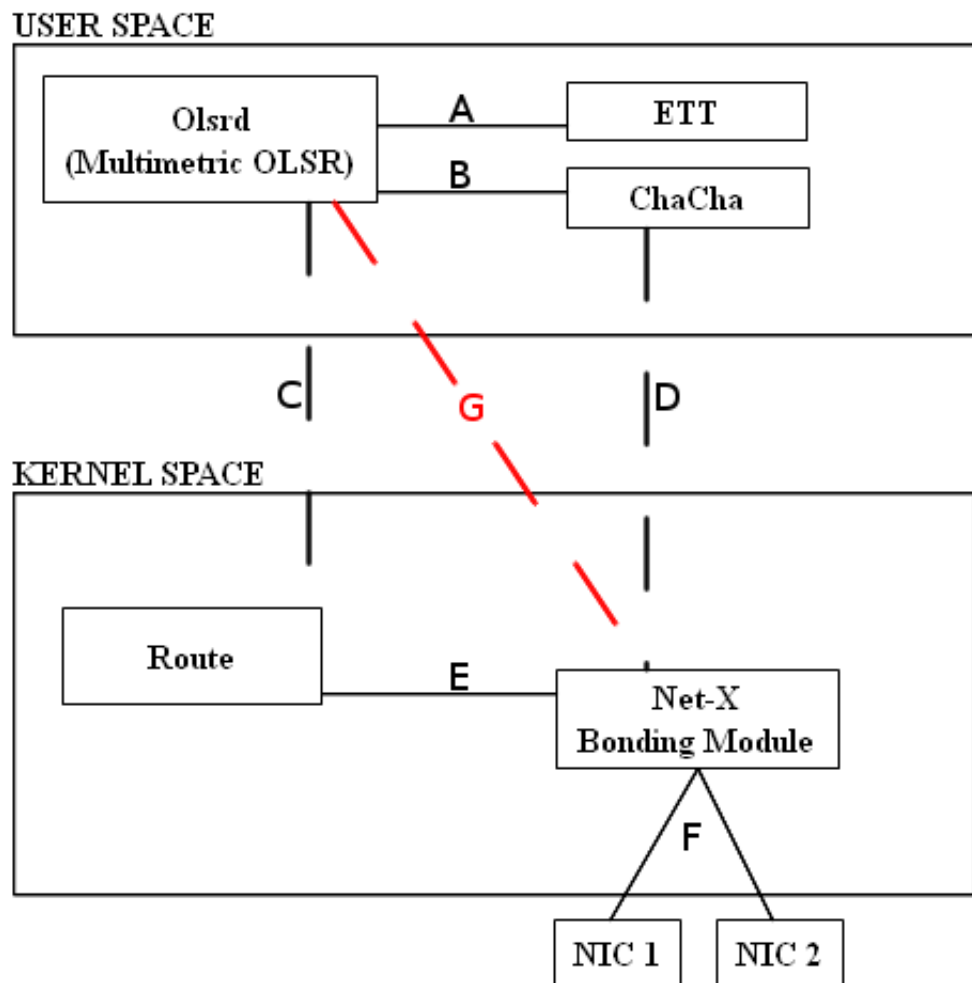 USER SPACE
Olsrd
(Multimetric OLSR)
A
ETT
B
ChaCha
C
G
D
KERNEL SPACE
Route
E
Net-X
Bonding Module
F
NIC 1
NIC 2